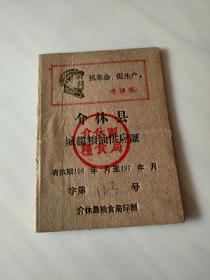 抓革命，促生产，
毛泽东
介休县
城镇粮油供应证
介休县
粮食局
有效期196 年 月至197 年 月
字第 123 号
介休县粮食局印制